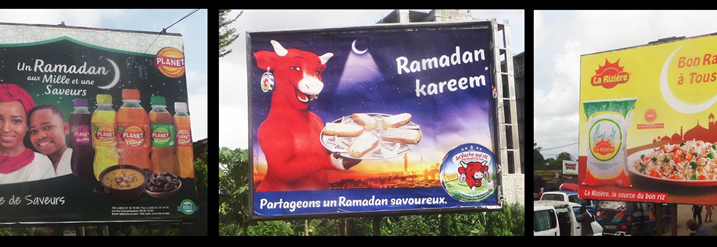 Un Ramadan
aux Mille et une
Saveurs
PLANET
PLANET
PLANET
PLANET
de Saveurs
Ramadan
kareem
La Vache qui rit
Partageons un Ramadan savoureux.
La Rizière
Bon Ra
à Tous
La Rizière, la source du bon riz